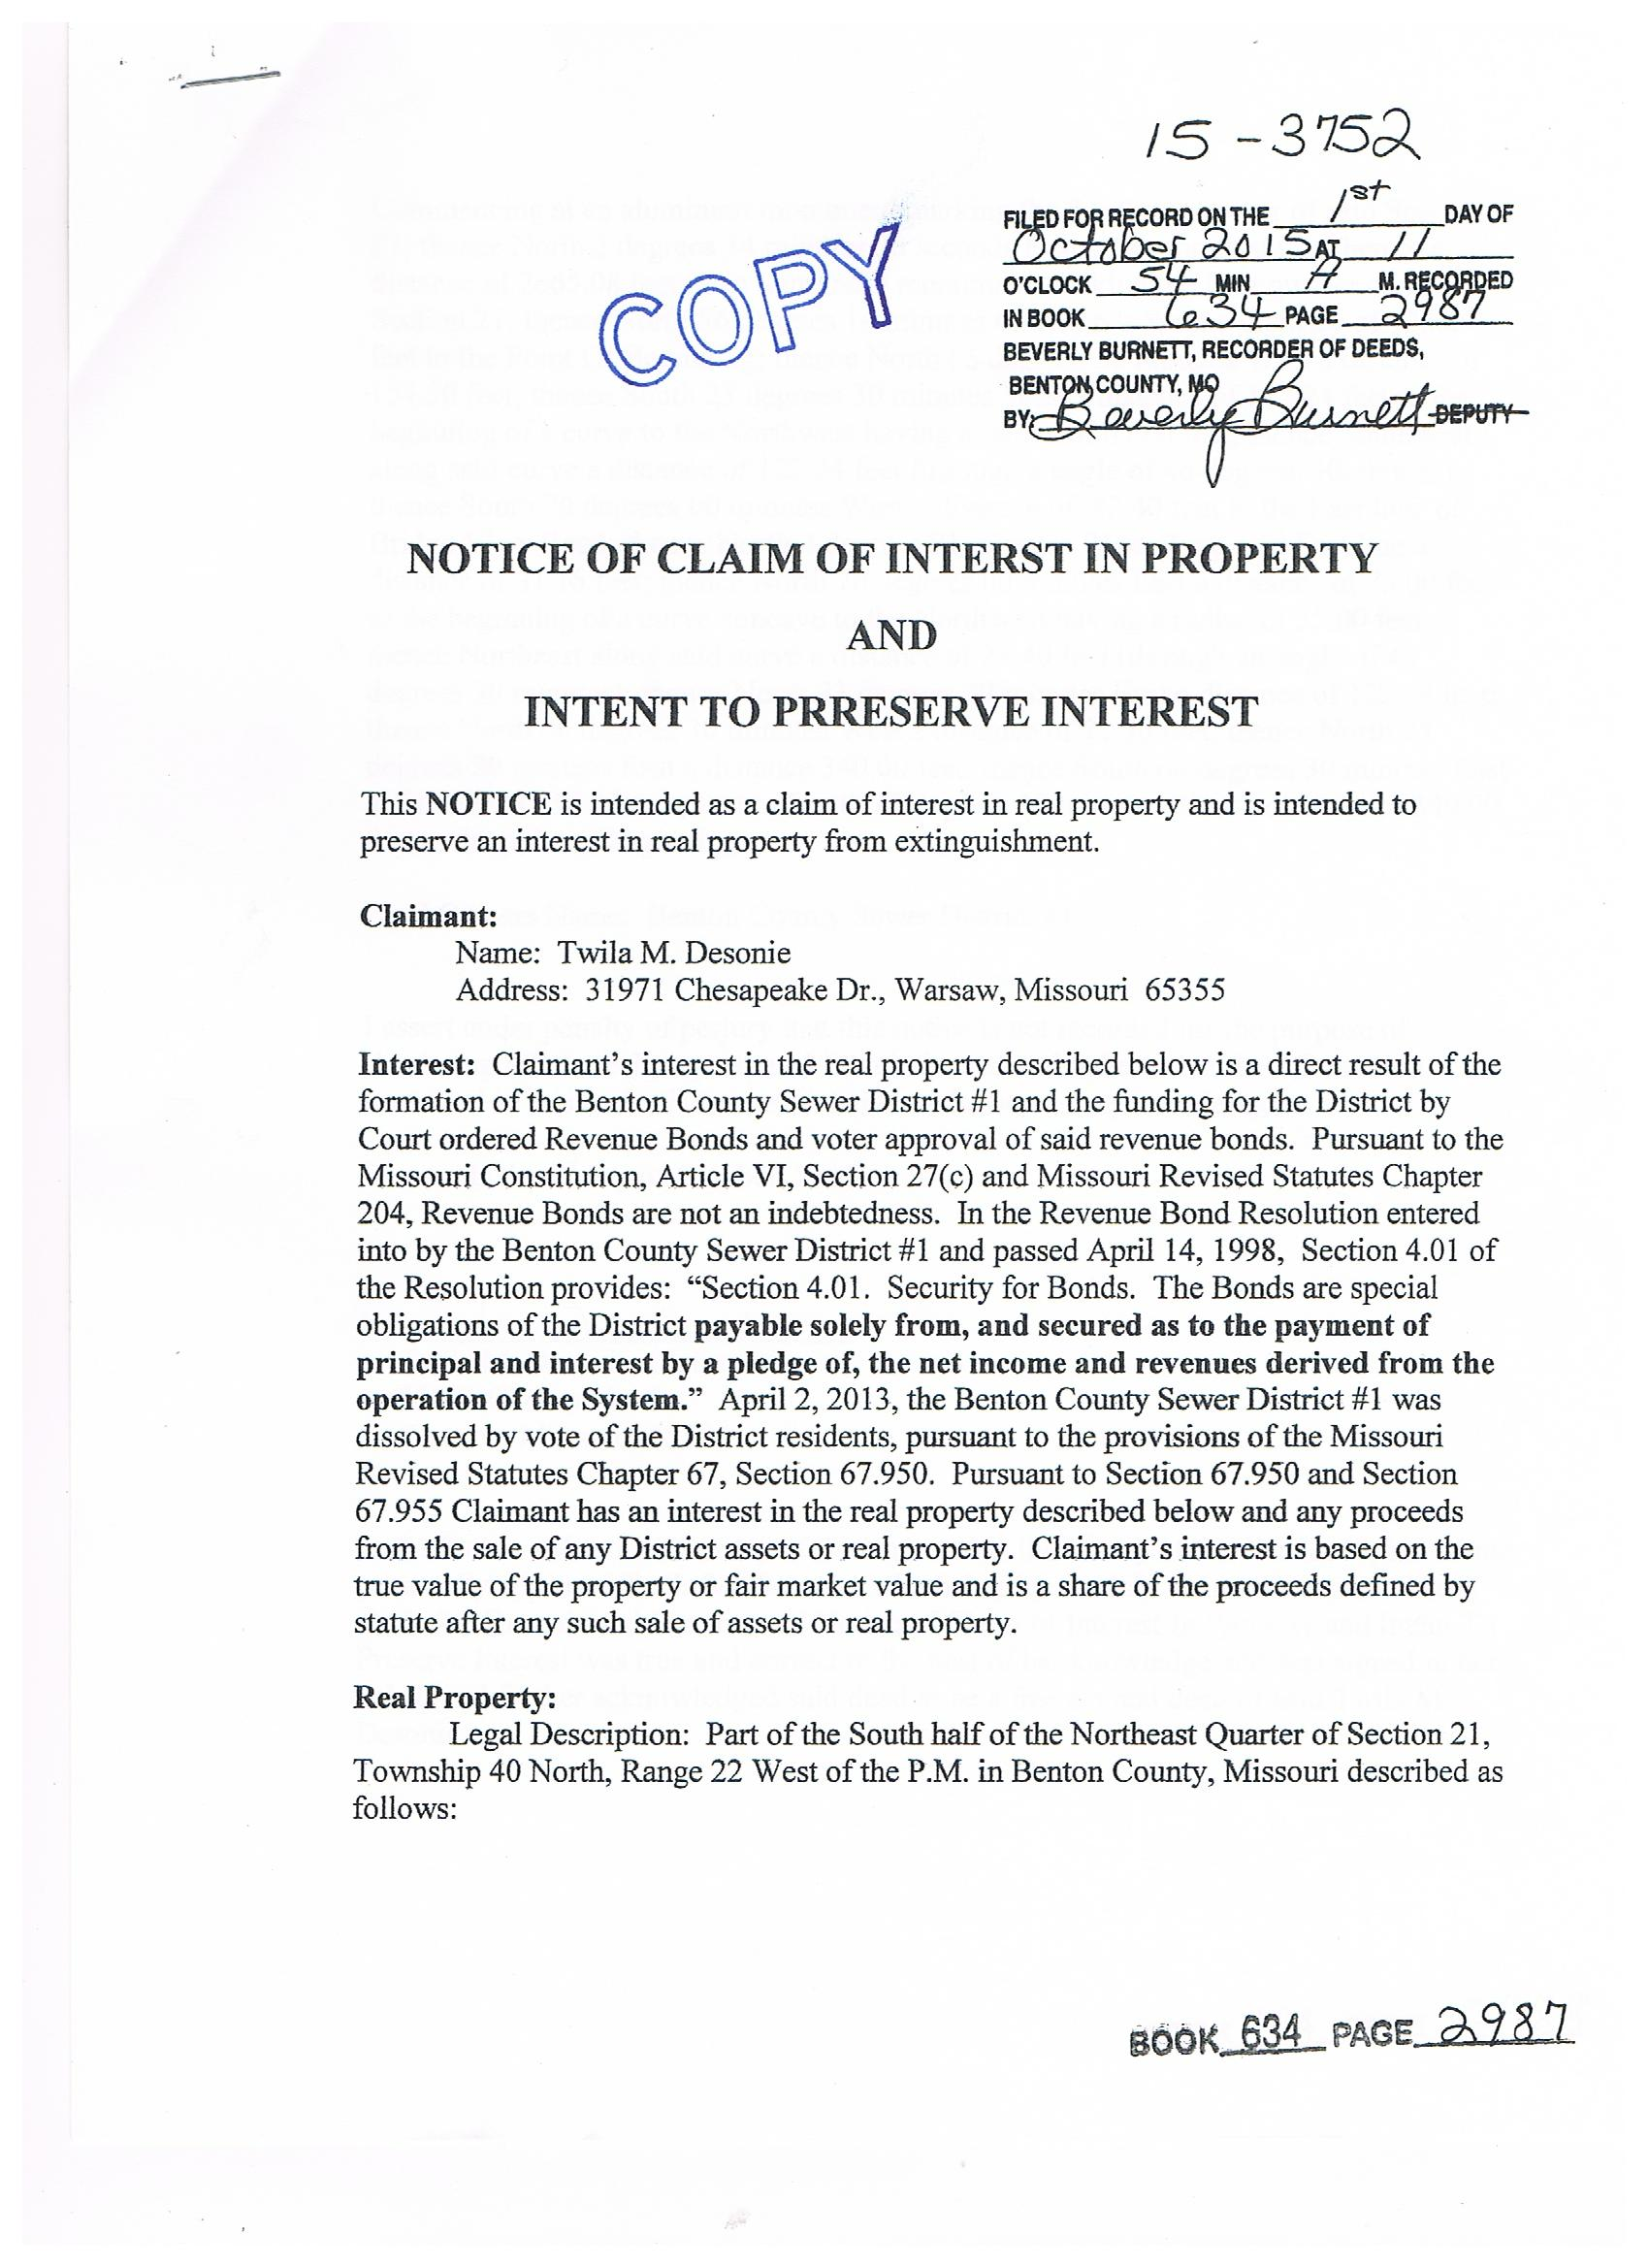 15-3752
FILED FOR RECORD ON THE 1st DAY OF
October 2015 AT 11
O'CLOCK 54 MIN A M. RECORDED
IN BOOK 634 PAGE 2987
BEVERLY BURNETT, RECORDER OF DEEDS,
BENTON COUNTY, MO
BY: Beverly Burnett DEPUTY
COPY
NOTICE OF CLAIM OF INTERST IN PROPERTY
AND
INTENT TO PRRESERVE INTEREST
This NOTICE is intended as a claim of interest in real property and is intended to
preserve an interest in real property from extinguishment.
Claimant:
Name: Twila M. Desonie
Address: 31971 Chesapeake Dr., Warsaw, Missouri 65355
Interest: Claimant's interest in the real property described below is a direct result of the
formation of the Benton County Sewer District #1 and the funding for the District by
Court ordered Revenue Bonds and voter approval of said revenue bonds. Pursuant to the
Missouri Constitution, Article VI, Section 27(c) and Missouri Revised Statutes Chapter
204, Revenue Bonds are not an indebtedness. In the Revenue Bond Resolution entered
into by the Benton County Sewer District #1 and passed April 14, 1998, Section 4.01 of
the Resolution provides: “Section 4.01. Security for Bonds. The Bonds are special
obligations of the District payable solely from, and secured as to the payment of
principal and interest by a pledge of, the net income and revenues derived from the
operation of the System.” April 2, 2013, the Benton County Sewer District #1 was
dissolved by vote of the District residents, pursuant to the provisions of the Missouri
Revised Statutes Chapter 67, Section 67.950. Pursuant to Section 67.950 and Section
67.955 Claimant has an interest in the real property described below and any proceeds
from the sale of any District assets or real property. Claimant's interest is based on the
true value of the property or fair market value and is a share of the proceeds defined by
statute after any such sale of assets or real property.
Real Property:
Legal Description: Part of the South half of the Northeast Quarter of Section 21,
Township 40 North, Range 22 West of the P.M. in Benton County, Missouri described as
follows:
BOOK 634 PAGE 2987